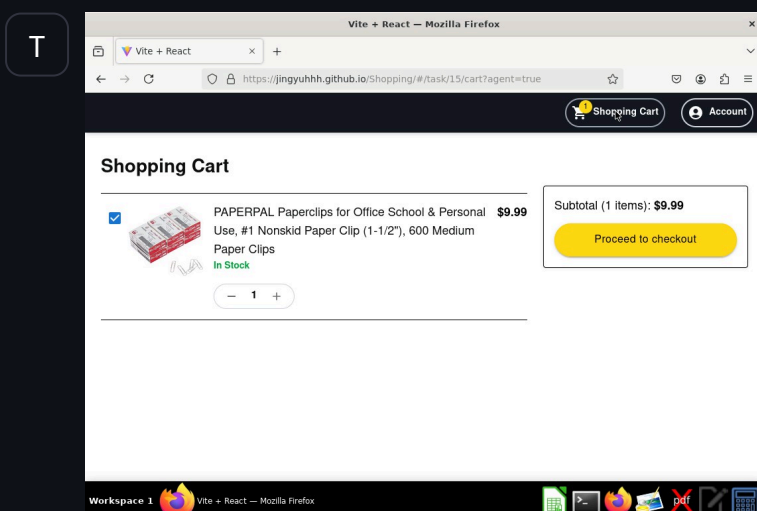 T
Vite + React — Mozilla Firefox
Vite + React
https://jingyuhhh.github.io/Shopping/#/task/15/cart?agent=true
1
Shopping Cart
Account
Shopping Cart
PAPERPAL Paperclips for Office School & Personal
Use, #1 Nonskid Paper Clip (1-1/2"), 600 Medium
Paper Clips
$9.99
In Stock
− 1 +
Subtotal (1 items): $9.99
Proceed to checkout
Workspace 1
Vite + React — Mozilla Firefox
pdf